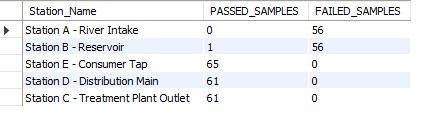 Station_Name PASSED_SAMPLES FAILED_SAMPLES
Station A - River Intake 0 56
Station B - Reservoir 1 56
Station E - Consumer Tap 65 0
Station D - Distribution Main 61 0
Station C - Treatment Plant Outlet 61 0